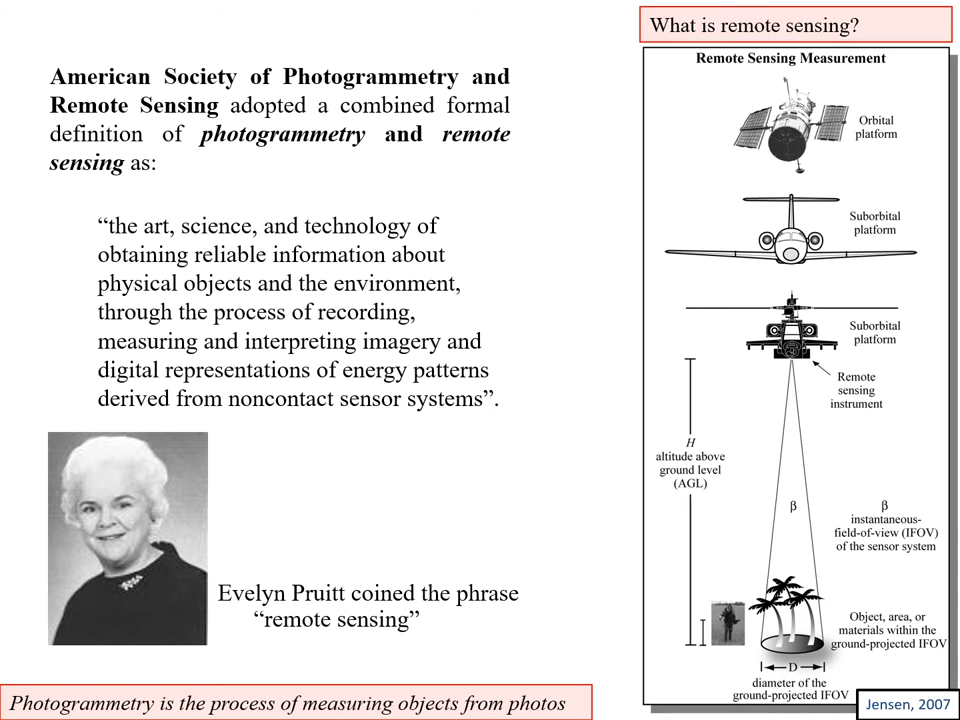 What is remote sensing?
American Society of Photogrammetry and
Remote Sensing adopted a combined formal
definition of photogrammetry and remote
sensing as:
“the art, science, and technology of
obtaining reliable information about
physical objects and the environment,
through the process of recording,
measuring and interpreting imagery and
digital representations of energy patterns
derived from noncontact sensor systems”.
Evelyn Pruitt coined the phrase
“remote sensing”
Photogrammetry is the process of measuring objects from photos
Remote Sensing Measurement
Orbital
platform
Suborbital
platform
Suborbital
platform
Remote
sensing
instrument
H
altitude above
ground level
(AGL)
β
β
instantaneous-
field-of-view (IFOV)
of the sensor system
Object, area, or
materials within the
ground-projected IFOV
D
diameter of the
ground-projected IFOV
Jensen, 2007